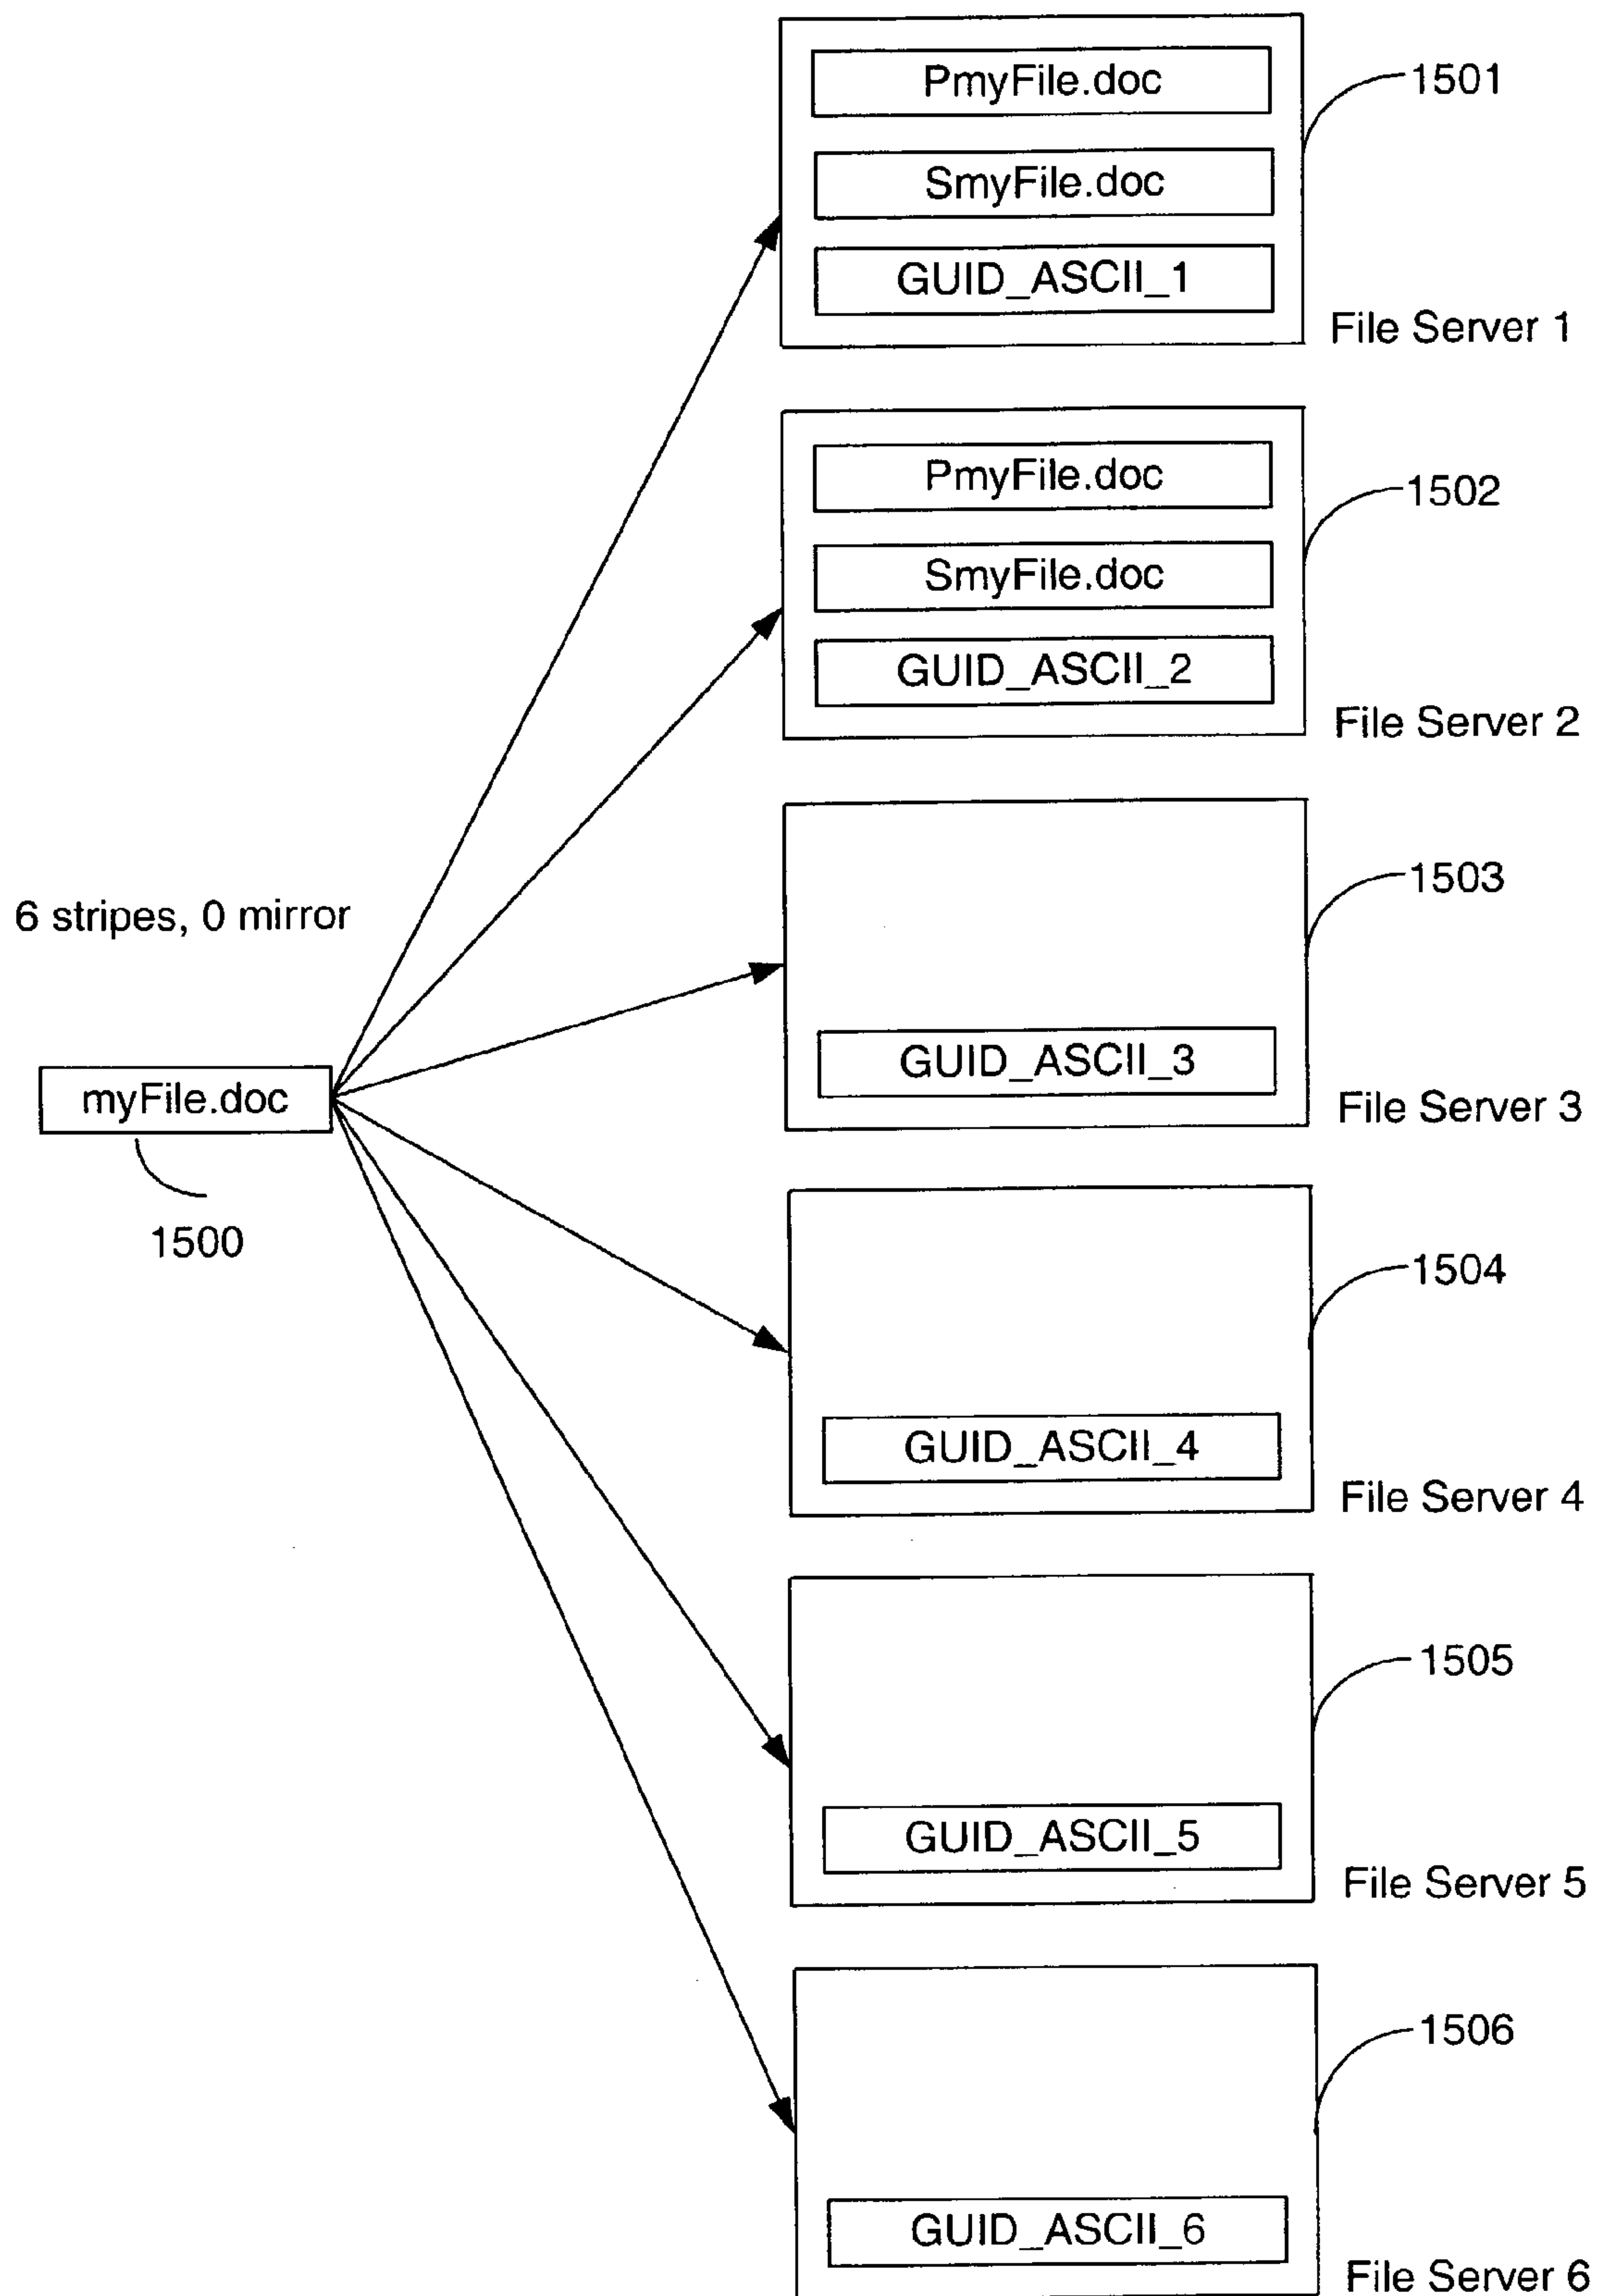 PmyFile.doc
1501
SmyFile.doc
GUID_ASCII_1
File Server 1
PmyFile.doc
1502
SmyFile.doc
GUID_ASCII_2
File Server 2
1503
6 stripes, 0 mirror
GUID_ASCII_3
myFile.doc
File Server 3
1500
1504
GUID_ASCII_4
File Server 4
1505
GUID_ASCII_5
File Server 5
1506
GUID_ASCII_6
File Server 6